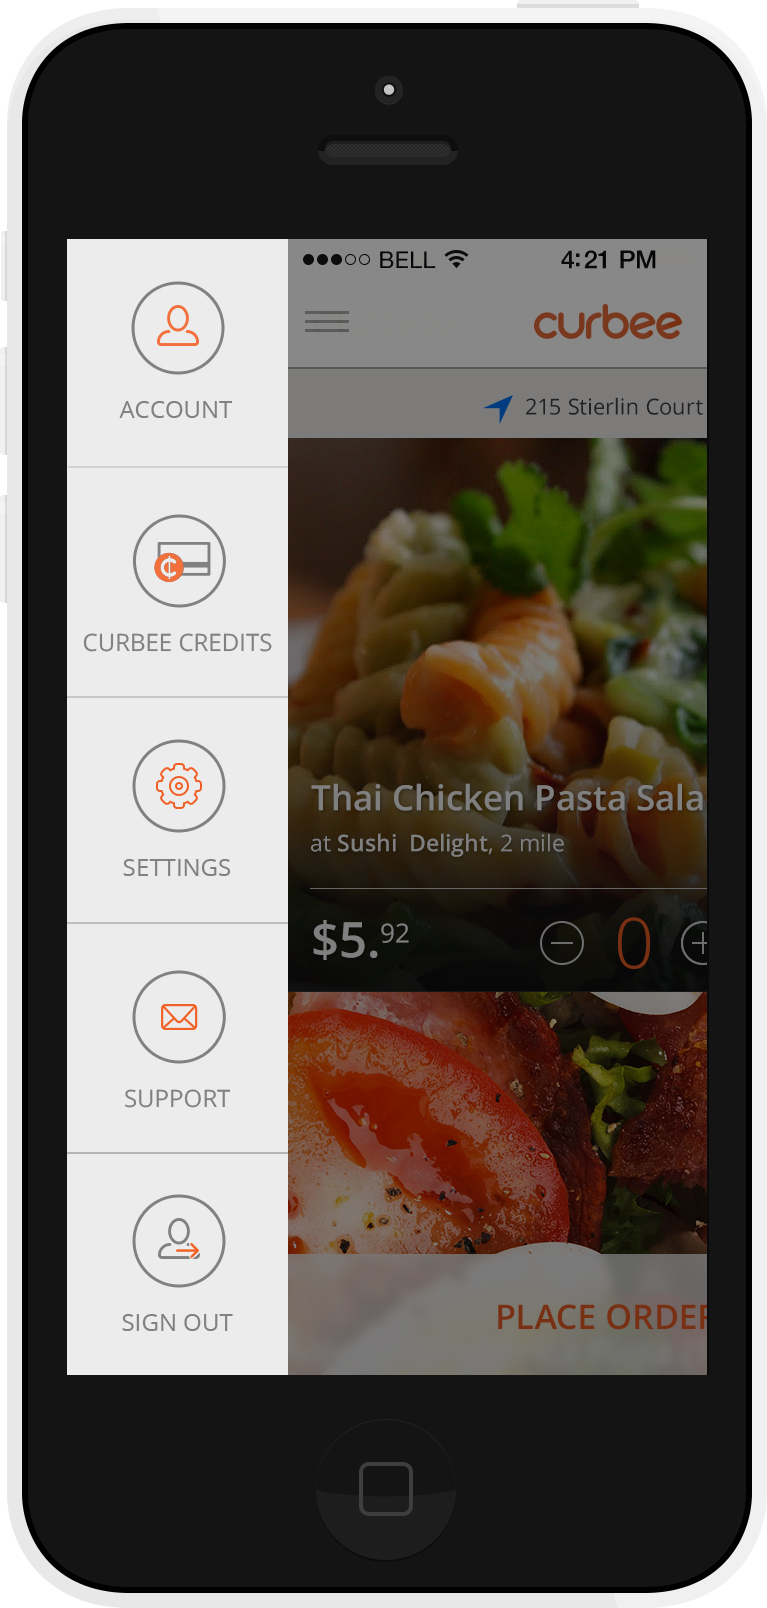 ACCOUNT
CURBEE CREDITS
SETTINGS
SUPPORT
SIGN OUT
BELL 4:21 PM
curbee
215 Stierlin Court
Thai Chicken Pasta Sala
at Sushi Delight, 2 mile
$5.92 0
PLACE ORDER